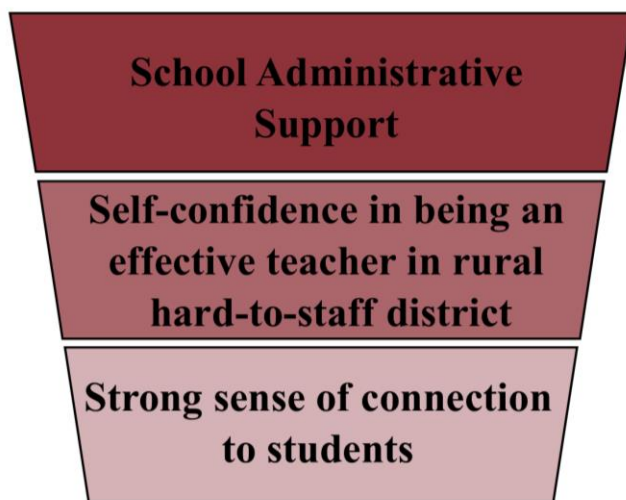 School Administrative
Support
Self-confidence in being an
effective teacher in rural
hard-to-staff district
Strong sense of connection
to students